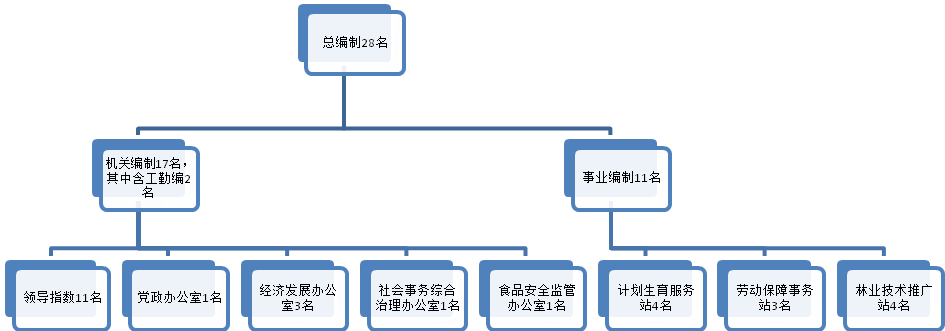 总编制28名
机关编制17名，
其中含工勤编2
名
事业编制11名
领导指数11名
党政办公室1名
经济发展办公
室3名
社会事务综合
治理办公室1名
食品安全监管
办公室1名
计划生育服务
站4名
劳动保障事务
站3名
林业技术推广
站4名